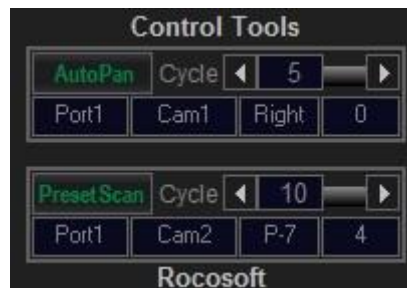 Control Tools
AutoPan Cycle 5
Port1 Cam1 Right 0
PresetScan Cycle 10
Port1 Cam2 P-7 4
Rocosoft